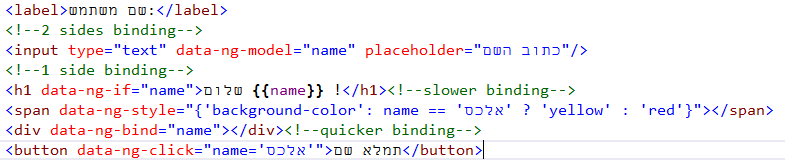 <label>שם משתמש:</label>
<!--2 sides binding-->
<input type="text" data-ng-model="name" placeholder="כתוב השם"/>
<!--1 side binding-->
<h1 data-ng-if="name">שלום {{name}} !</h1><!--slower binding-->
<span data-ng-style="{'background-color': name == 'אלכס' ? 'yellow' : 'red'}"></span>
<div data-ng-bind="name"></div><!--quicker binding-->
<button data-ng-click="name='אלכס'">תמלא שם</button>